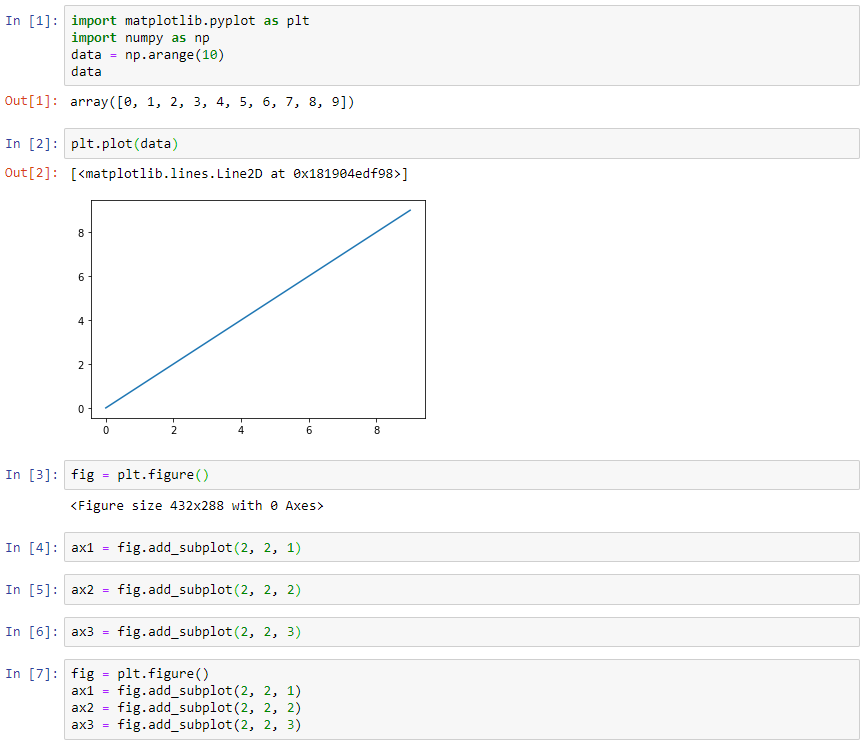 In [1]: import matplotlib.pyplot as plt
import numpy as np
data = np.arange(10)
data
Out[1]: array([0, 1, 2, 3, 4, 5, 6, 7, 8, 9])
In [2]: plt.plot(data)
Out[2]: [<matplotlib.lines.Line2D at 0x181904edf98>]
8
6
4
2
0
0 2 4 6 8
In [3]: fig = plt.figure()
<Figure size 432x288 with 0 Axes>
In [4]: ax1 = fig.add_subplot(2, 2, 1)
In [5]: ax2 = fig.add_subplot(2, 2, 2)
In [6]: ax3 = fig.add_subplot(2, 2, 3)
In [7]: fig = plt.figure()
ax1 = fig.add_subplot(2, 2, 1)
ax2 = fig.add_subplot(2, 2, 2)
ax3 = fig.add_subplot(2, 2, 3)